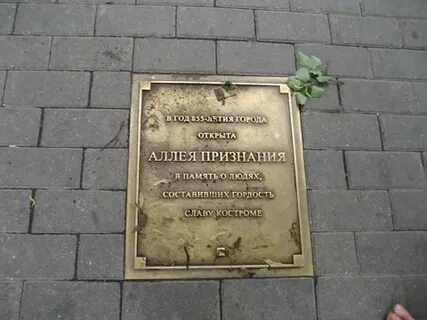 В ГОД 855-ЛЕТИЯ ГОРОДА
ОТКРЫТА
АЛЛЕЯ ПРИЗНАНИЯ
В ПАМЯТЬ О ЛЮДЯХ,
СОСТАВИВШИХ ГОРДОСТЬ
СЛАВУ КОСТРОМЕ